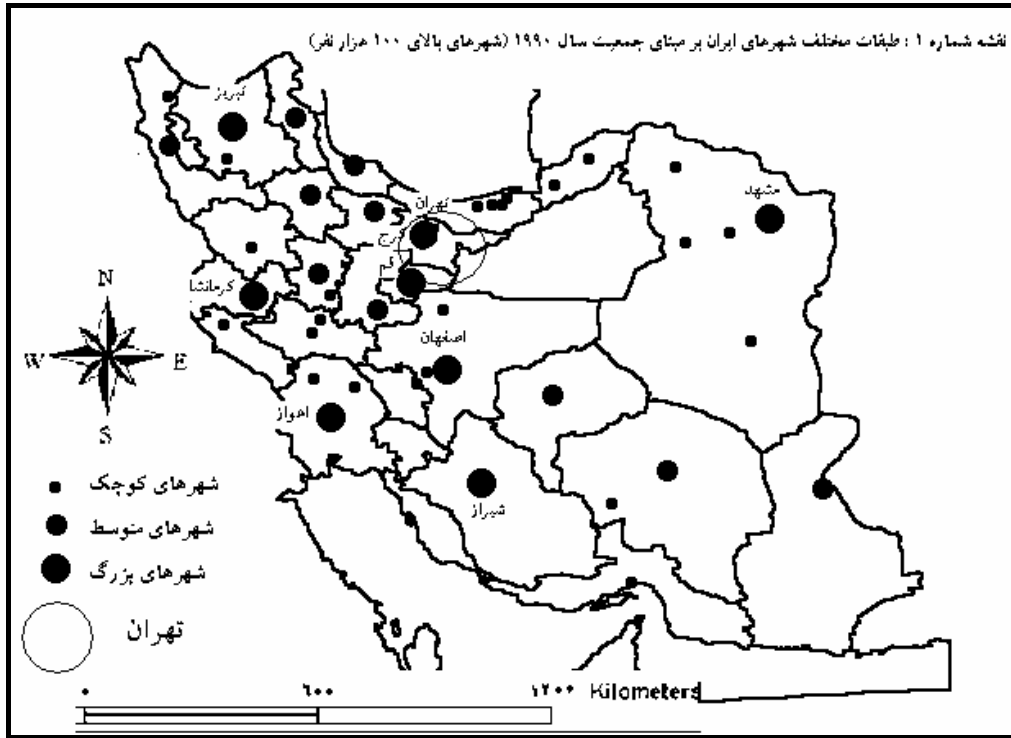 نقشه شماره ۱ : طبقات مختلف شهرهای ایران بر مبنای جمعیت سال ۱۹۹۰ (شهرهای بالای ۱۰۰ هزار نفر)
تبریز
مشهد
تهران
کرج
قم
کرمانشا
اصفهان
اهواز
شیراز
N
W E
S
شهرهای کوچک
شهرهای متوسط
شهرهای بزرگ
تهران
۰ ۶۰۰ ۱۲۰۰ Kilometers